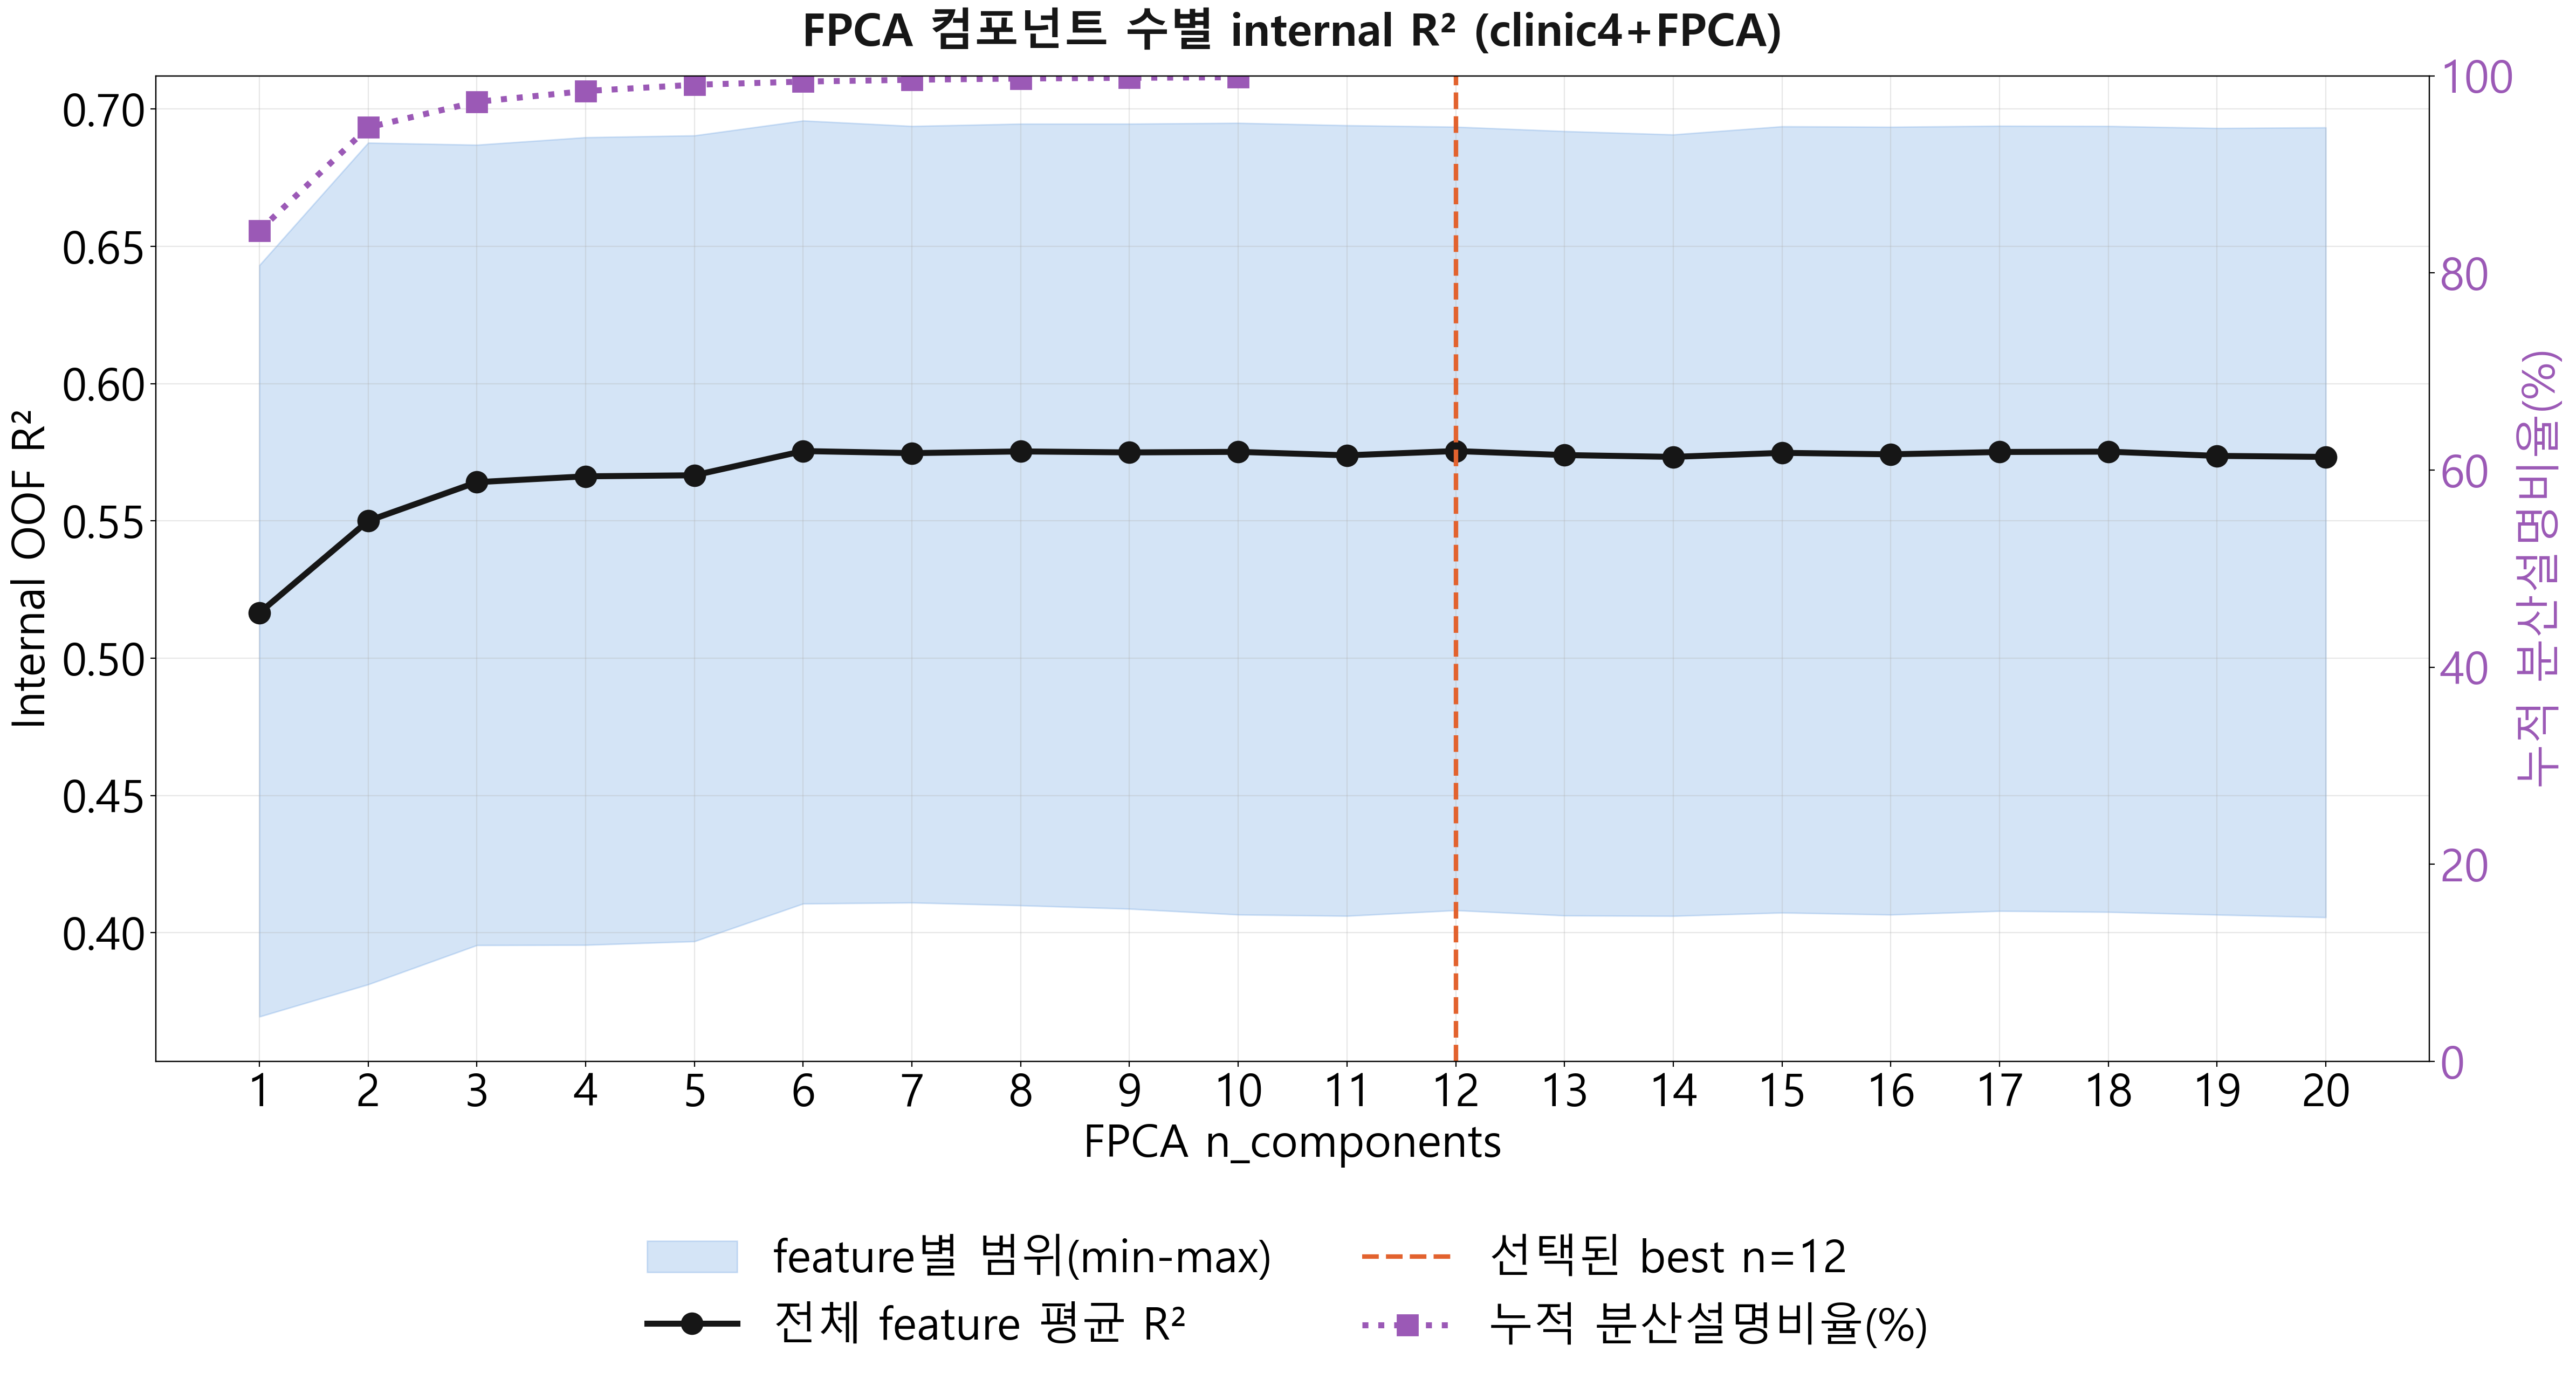 FPCA 컴포넌트 수별 internal R² (clinic4+FPCA)
Internal OOF R²
0.70
0.65
0.60
0.55
0.50
0.45
0.40
100
80
60
40
20
0
누적 분산설명비율(%)
1 2 3 4 5 6 7 8 9 10 11 12 13 14 15 16 17 18 19 20
FPCA n_components
feature별 범위(min-max)
전체 feature 평균 R²
선택된 best n=12
누적 분산설명비율(%)